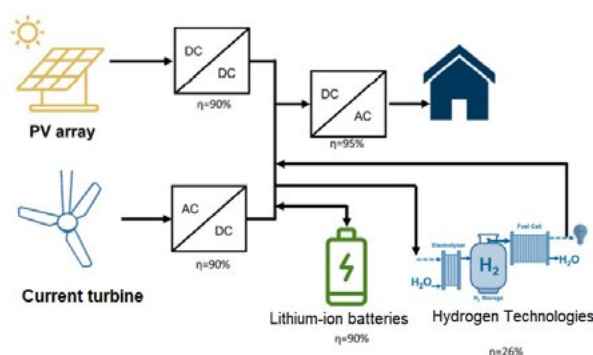 DC
DC
η=90%
PV array
DC
AC
η=95%
AC
DC
η=90%
Current turbine
Lithium-ion batteries
η=90%
Electrolyser
H₂O
H₂
H₂ Storage
Fuel Cell
H₂O
Hydrogen Technologies
η=26%